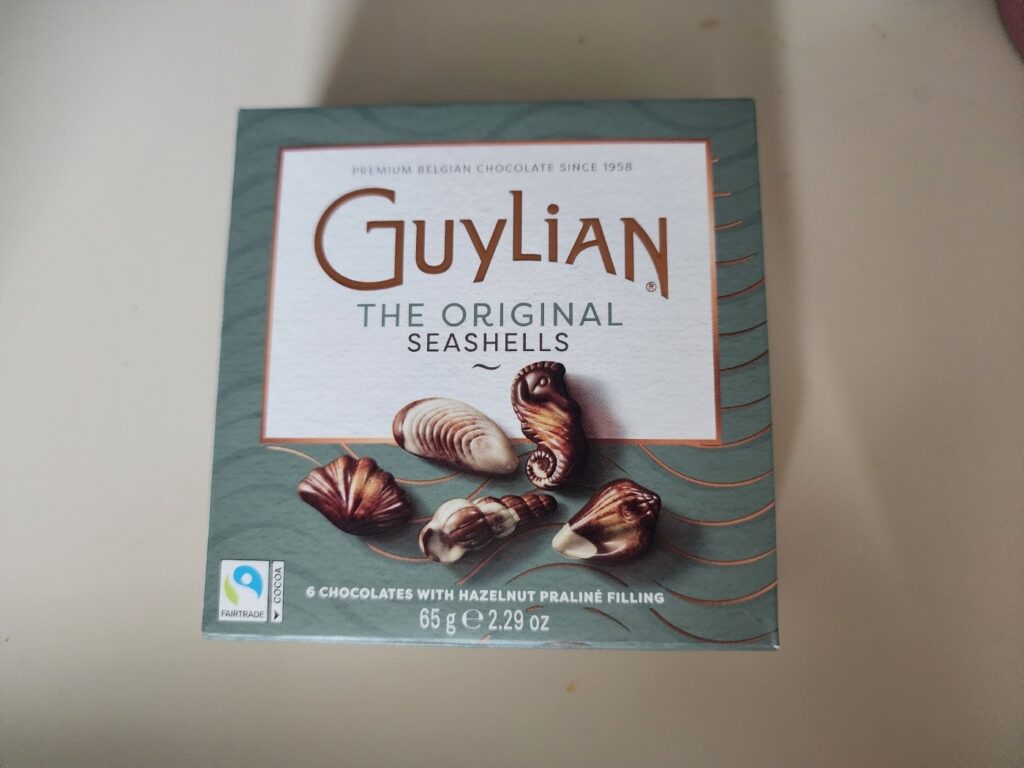 PREMIUM BELGIAN CHOCOLATE SINCE 1958
GUYLIAN®
THE ORIGINAL
SEASHELLS
6 CHOCOLATES WITH HAZELNUT PRALINÉ FILLING
65 g ℮ 2.29 oz
FAIRTRADE
COCOA